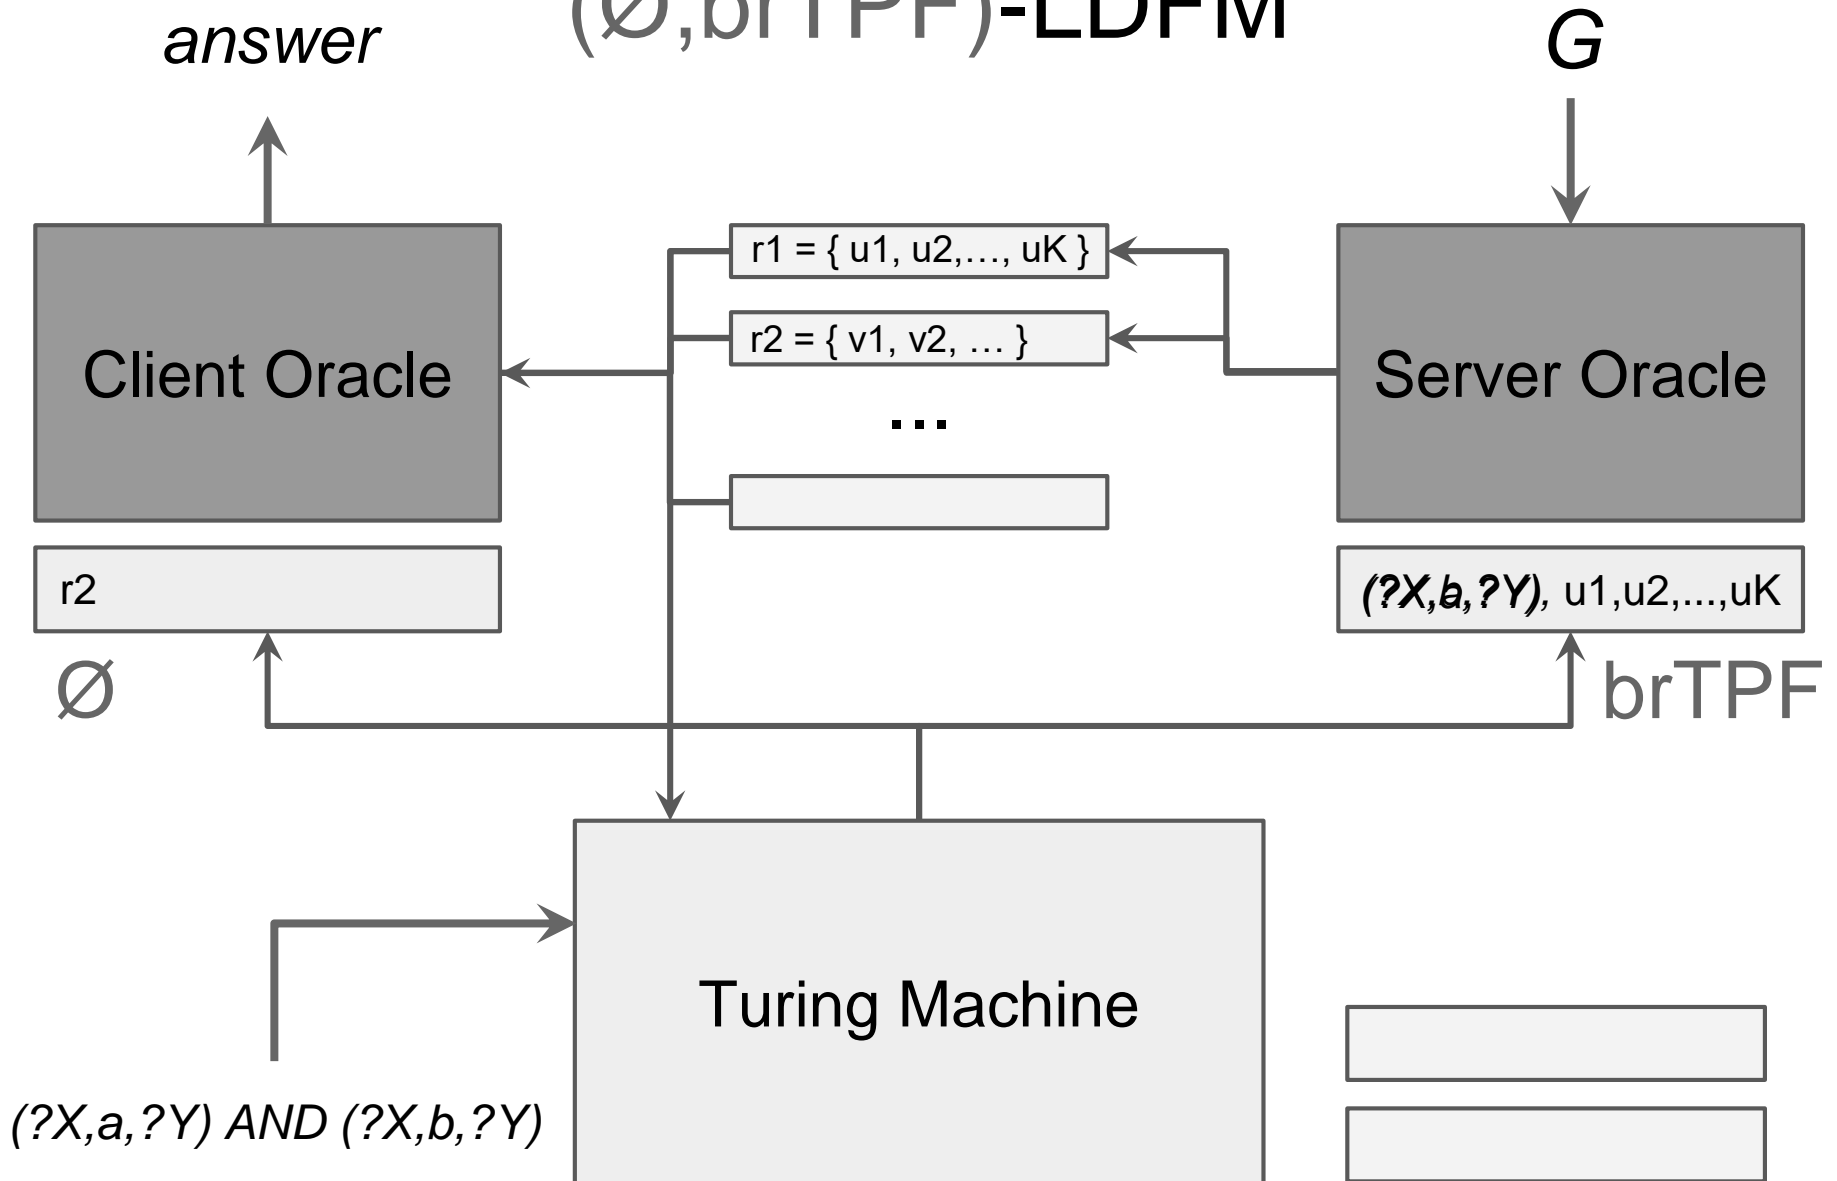 (Ø,brTPF)-LDFM
answer
G
r1 = { u1, u2,…, uK }
r2 = { v1, v2, … }
Client Oracle
Server Oracle
...
r2
(?X,b,?Y), u1,u2,...,uK
Ø
brTPF
Turing Machine
(?X,a,?Y) AND (?X,b,?Y)